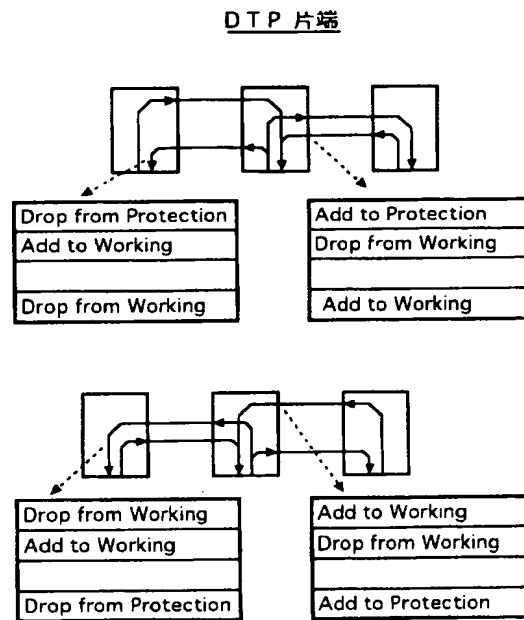 DTP 片端
Drop from Protection
Add to Working
Drop from Working
Add to Protection
Drop from Working
Add to Working
Drop from Working
Add to Working
Drop from Protection
Add to Working
Drop from Working
Add to Protection